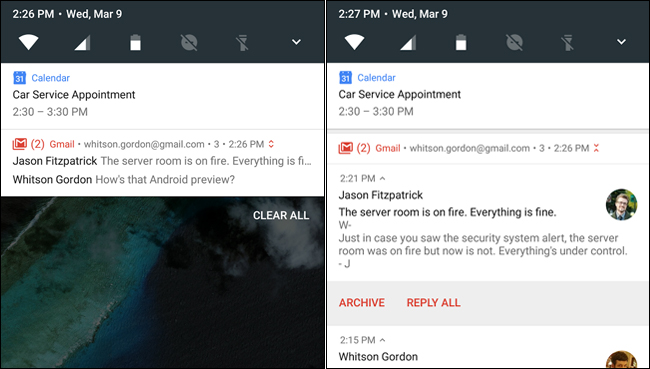 2:26 PM • Wed, Mar 9
31 Calendar
Car Service Appointment
2:30 – 3:30 PM
(2) Gmail • whitson.gordon@gmail.com • 3 • 2:26 PM
Jason Fitzpatrick The server room is on fire. Everything is fi...
Whitson Gordon How's that Android preview?
CLEAR ALL
2:27 PM • Wed, Mar 9
31 Calendar
Car Service Appointment
2:30 – 3:30 PM
(2) Gmail • whitson.gordon@gmail.com • 3 • 2:26 PM
2:21 PM
Jason Fitzpatrick
The server room is on fire. Everything is fine.
W-
Just in case you saw the security system alert, the server
room was on fire but now is not. Everything's under control.
- J
ARCHIVE REPLY ALL
2:15 PM
Whitson Gordon